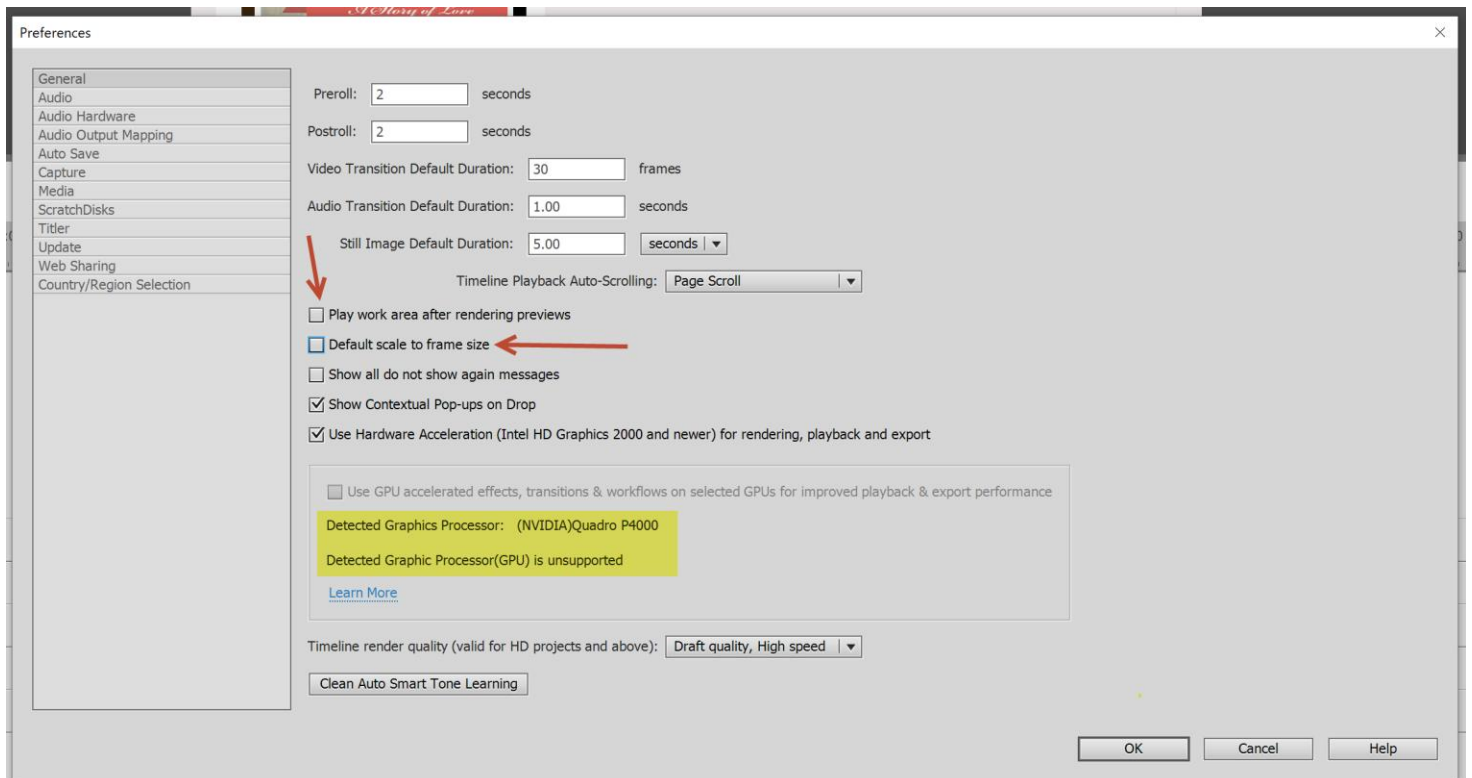 A Story of Love
Preferences
General
Audio
Audio Hardware
Audio Output Mapping
Auto Save
Capture
Media
ScratchDisks
Titler
Update
Web Sharing
Country/Region Selection
Preroll: 2 seconds
Postroll: 2 seconds
Video Transition Default Duration: 30 frames
Audio Transition Default Duration: 1.00 seconds
Still Image Default Duration: 5.00 seconds
Timeline Playback Auto-Scrolling: Page Scroll
Play work area after rendering previews
Default scale to frame size
Show all do not show again messages
Show Contextual Pop-ups on Drop
Use Hardware Acceleration (Intel HD Graphics 2000 and newer) for rendering, playback and export
Use GPU accelerated effects, transitions & workflows on selected GPUs for improved playback & export performance
Detected Graphics Processor: (NVIDIA)Quadro P4000
Detected Graphic Processor(GPU) is unsupported
Learn More
Timeline render quality (valid for HD projects and above): Draft quality, High speed
Clean Auto Smart Tone Learning
OK Cancel Help